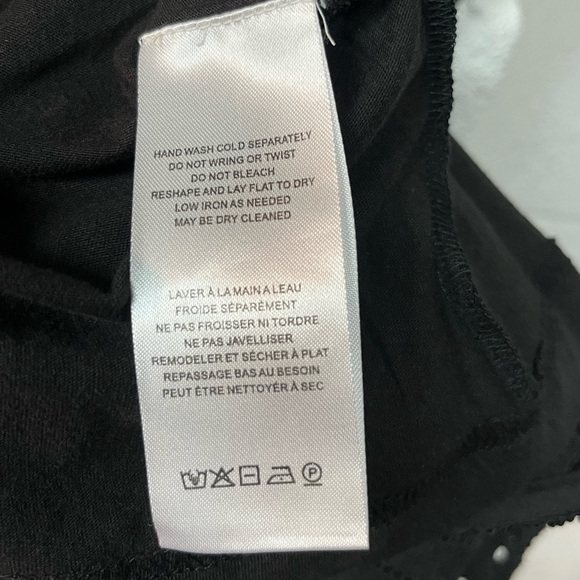 HAND WASH COLD SEPARATELY
DO NOT WRING OR TWIST
DO NOT BLEACH
RESHAPE AND LAY FLAT TO DRY
LOW IRON AS NEEDED
MAY BE DRY CLEANED
LAVER À LA MAIN A LEAU
FROIDE SÉPARÉMENT
NE PAS FROISSER NI TORDRE
NE PAS JAVELLISER
REMODELER ET SÈCHER À PLAT
REPASSAGE BAS AU BESOIN
PEUT ÊTRE NETTOYÉR À SEC
P